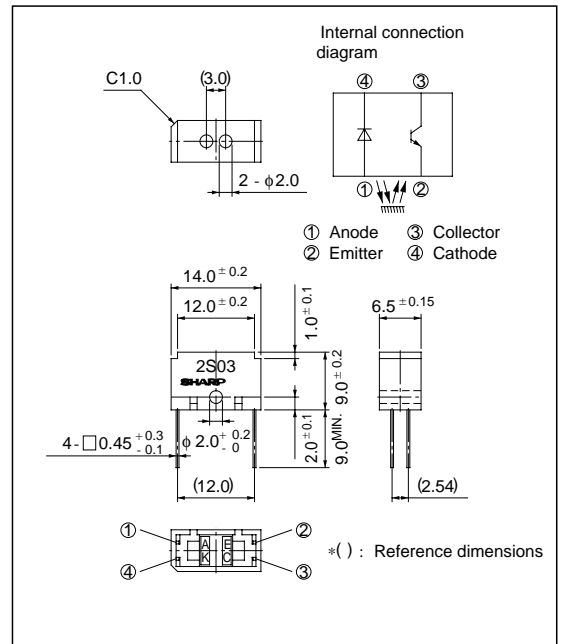 Internal connection
diagram
C1.0
(3.0)
④ ③
2 - ϕ2.0
① ②
① Anode ③ Collector
② Emitter ④ Cathode
14.0 ± 0.2
12.0 ± 0.2
1.0 ± 0.1
6.5 ± 0.15
2S03
SHARP
9.0 ± 0.2
4 - □ 0.45 +0.3 -0.1
ϕ 2.0 +0.2 -0
2.0 ± 0.1
9.0 MIN.
(12.0)
(2.54)
① ②
A E
K C
④ ③
*( ) : Reference dimensions